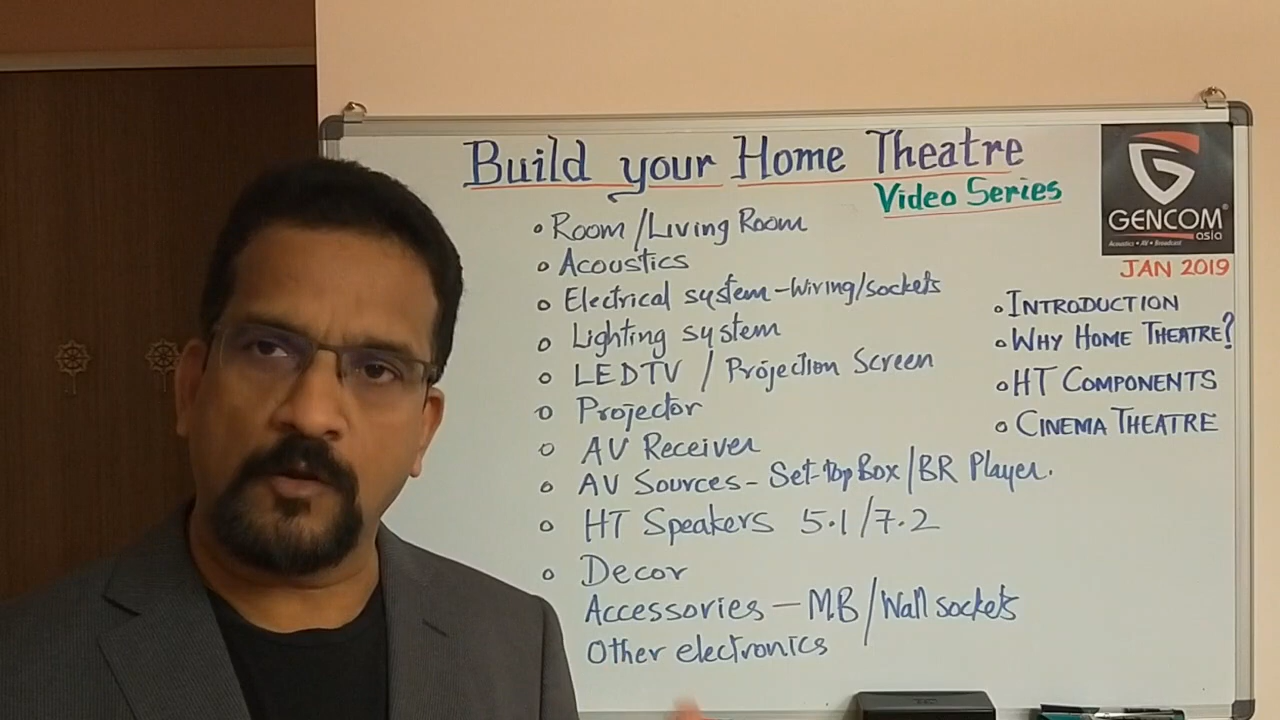 Build your Home Theatre
Video Series
GENCOM®
asia
Acoustics • AV • Broadcast
JAN 2019
• Room/Living Room
• Acoustics
• Electrical system-Wiring/sockets
• Lighting system
• LEDTV / Projection Screen
• Projector
• AV Receiver
• AV Sources - Set-top Box/BR Player.
• HT Speakers 5.1/7.2
• Decor
Accessories - MB/Wall sockets
Other electronics
• INTRODUCTION
• WHY HOME THEATRE?
• HT COMPONENTS
• CINEMA THEATRE